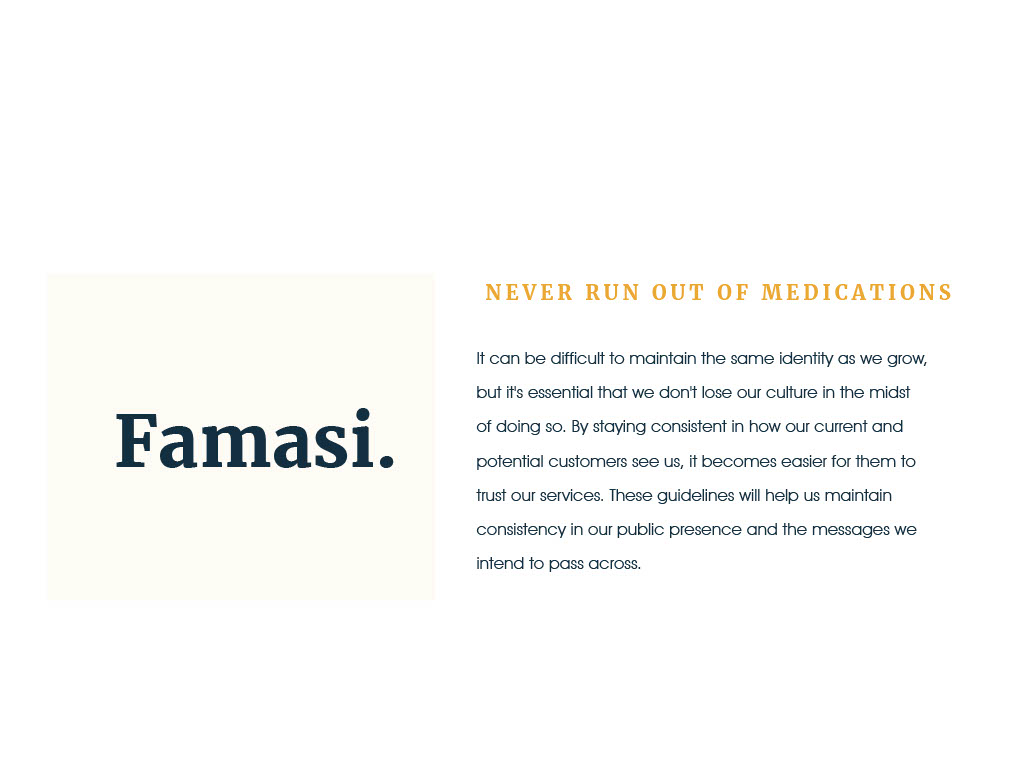 Famasi.
NEVER RUN OUT OF MEDICATIONS
It can be difficult to maintain the same identity as we grow,
but it's essential that we don't lose our culture in the midst
of doing so. By staying consistent in how our current and
potential customers see us, it becomes easier for them to
trust our services. These guidelines will help us maintain
consistency in our public presence and the messages we
intend to pass across.